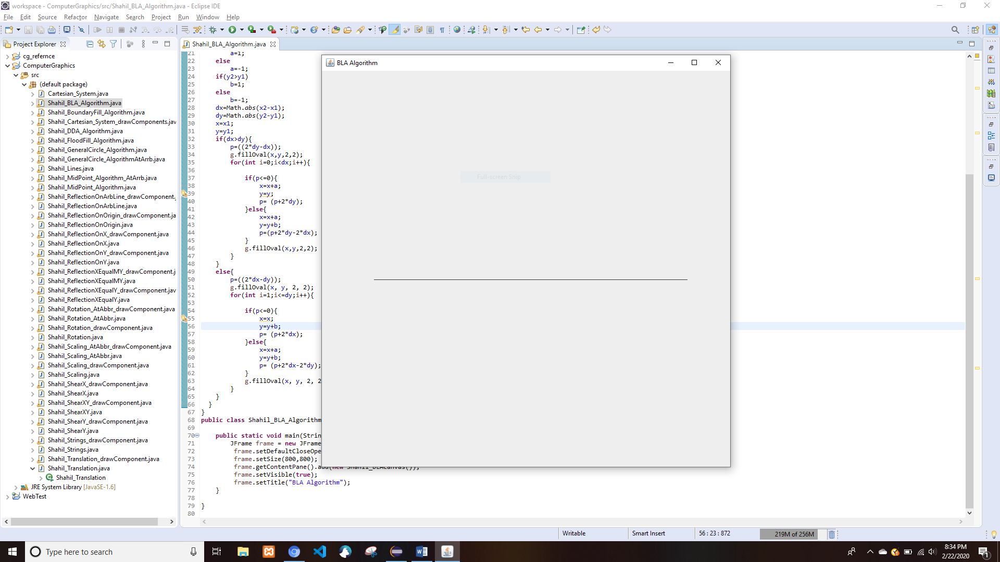 workspace - ComputerGraphics/src/Shahil_BLA_Algorithm.java - Eclipse IDE
File Edit Source Refactor Navigate Search Project Run Window Help
Project Explorer
Shahil_BLA_Algorithm.java
cg_refernce
ComputerGraphics
src
(default package)
Cartesian_System.java
Shahil_BLA_Algorithm.java
Shahil_BoundaryFill_Algorithm.java
Shahil_Cartesian_System_drawComponents.jav
Shahil_DDA_Algorithm.java
Shahil_FloodFill_Algorithm.java
Shahil_GeneralCircle_Algorithm.java
Shahil_GeneralCircle_AlgorithmAtArrb.java
Shahil_Lines.java
Shahil_MidPoint_Algorithm_AtArrb.java
Shahil_MidPoint_Algorithm.java
Shahil_ReflectionOnArbLine_drawComponent.
Shahil_ReflectionOnArbLine.java
Shahil_ReflectionOnOrigin_drawComponent.ja
Shahil_ReflectionOnOrigin.java
Shahil_ReflectionOnX_drawComponent.java
Shahil_ReflectionOnX.java
Shahil_ReflectionOnY_drawComponent.java
Shahil_ReflectionOnY.java
Shahil_ReflectionXEqualMY_drawComponent.j
Shahil_ReflectionXEqualMY.java
Shahil_ReflectionXEqualY_drawComponent.jav
Shahil_ReflectionXEqualY.java
Shahil_Rotation_AtAbbr_drawComponent.java
Shahil_Rotation_AtAbbr.java
Shahil_Rotation_drawComponent.java
Shahil_Rotation.java
Shahil_Scaling_AtAbbr_drawComponent.java
Shahil_Scaling_AtAbbr.java
Shahil_Scaling_drawComponent.java
Shahil_Scaling.java
Shahil_ShearX_drawComponent.java
Shahil_ShearX.java
Shahil_ShearXY_drawComponent.java
Shahil_ShearXY.java
Shahil_ShearY_drawComponent.java
Shahil_ShearY.java
Shahil_Strings_drawComponent.java
Shahil_Strings.java
Shahil_Translation_drawComponent.java
Shahil_Translation.java
Shahil_Translation
JRE System Library [JavaSE-1.6]
WebTest
21 a=1;
22 else
23 a=-1;
24 if(y2>y1)
25 b=1;
26 else
27 b=-1;
28 dx=Math.abs(x2-x1);
29 dy=Math.abs(y2-y1);
30 x=x1;
31 y=y1;
32 if(dx>dy){
33 p=((2*dy-dx));
34 g.fillOval(x,y,2,2);
35 for(int i=0;i<dx;i++){
36
37 if(p<=0){
38 x=x+a;
39 y=y;
40 p= (p+2*dy);
41 }else{
42 x=x+a;
43 y=y+b;
44 p=(p+2*dy-2*dx);
45 }
46 g.fillOval(x,y,2,2);
47 }
48 }
49 else{
50 p=((2*dx-dy));
51 g.fillOval(x, y, 2, 2);
52 for(int i=1;i<=dy;i++){
53
54 if(p<=0){
55 x=x;
56 y=y+b;
57 p= (p+2*dx);
58 }else{
59 x=x+a;
60 y=y+b;
61 p= (p+2*dx-2*dy);
62 }
63 g.fillOval(x, y, 2, 2
64 }
65 }
66 }
67 }
68 public class Shahil_BLA_Algorithm
69
70 public static void main(Strin
71 JFrame frame = new JFrame
72 frame.setDefaultCloseOpe
73 frame.setSize(800,800);
74 frame.getContentPane().add(new Shahil_BLACanvas());
75 frame.setVisible(true);
76 frame.setTitle("BLA Algorithm");
77 }
78
79 }
80
BLA Algorithm
Full-screen Snip
Writable Smart Insert 56 : 23 : 872 219M of 256M
Type here to search
8:34 PM
2/22/2020
1